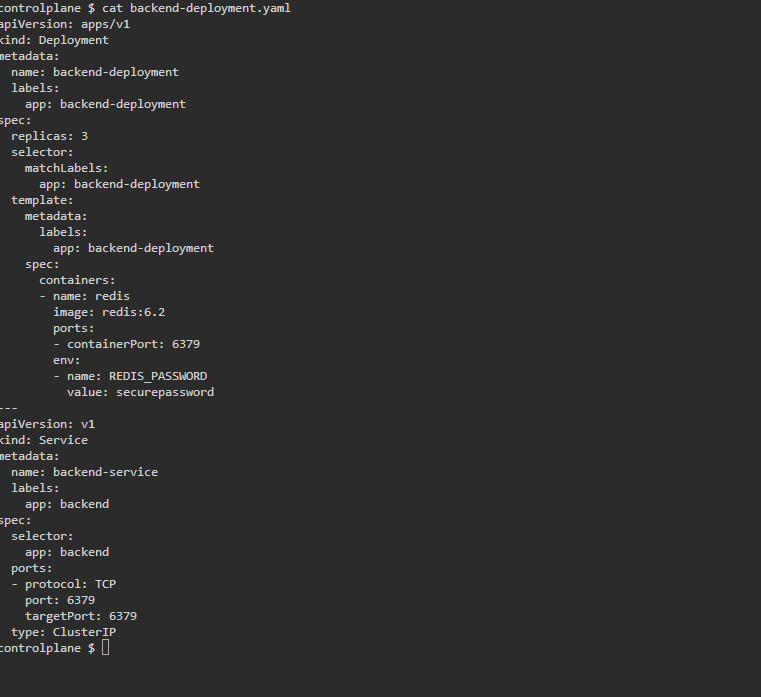 controlplane $ cat backend-deployment.yaml
apiVersion: apps/v1
kind: Deployment
metadata:
  name: backend-deployment
  labels:
    app: backend-deployment
spec:
  replicas: 3
  selector:
    matchLabels:
      app: backend-deployment
  template:
    metadata:
      labels:
        app: backend-deployment
    spec:
      containers:
      - name: redis
        image: redis:6.2
        ports:
        - containerPort: 6379
        env:
        - name: REDIS_PASSWORD
          value: securepassword
---
apiVersion: v1
kind: Service
metadata:
  name: backend-service
  labels:
    app: backend
spec:
  selector:
    app: backend
  ports:
  - protocol: TCP
    port: 6379
    targetPort: 6379
  type: ClusterIP
controlplane $